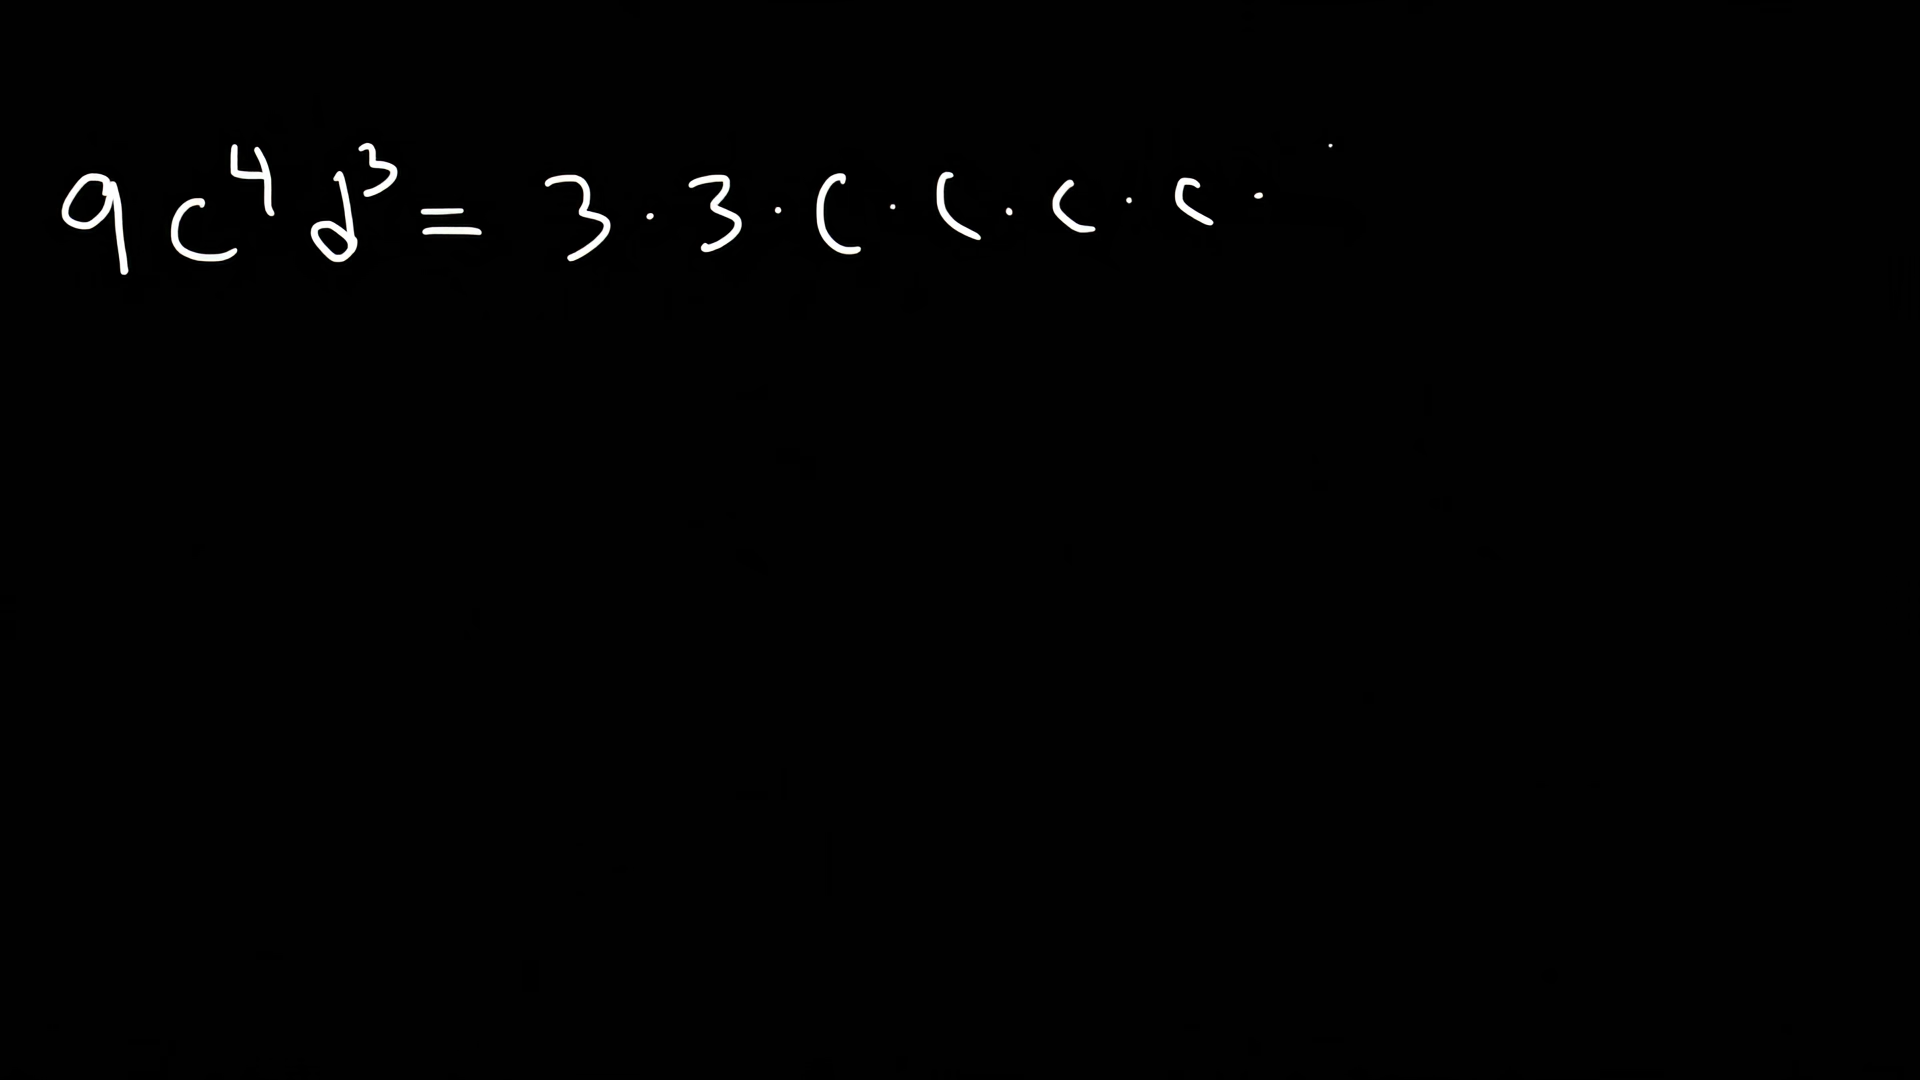 9c⁴d³ = 3 · 3 · c · c · c · c ·